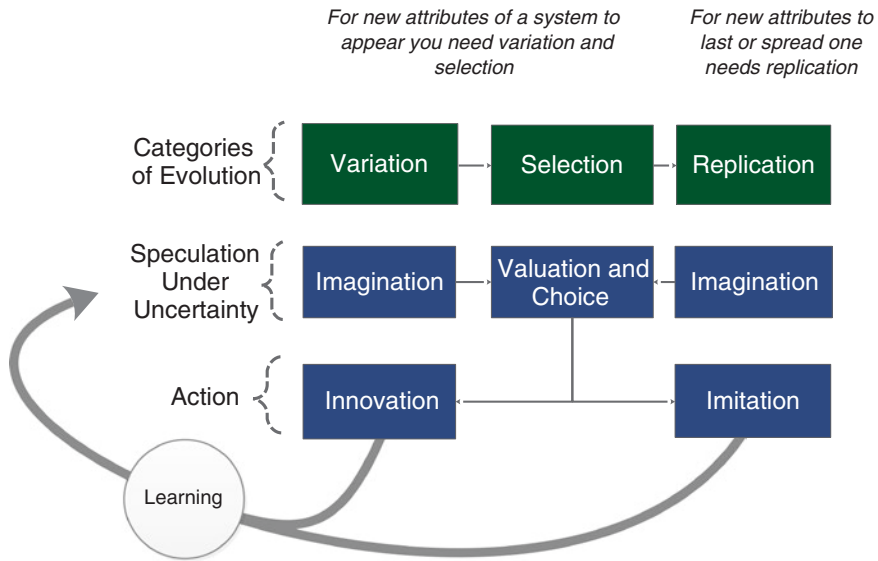 For new attributes of a system to
appear you need variation and
selection
For new attributes to
last or spread one
needs replication
Categories
of Evolution
Variation
Selection
Replication
Speculation
Under
Uncertainty
Imagination
Valuation and
Choice
Imagination
Action
Innovation
Imitation
Learning